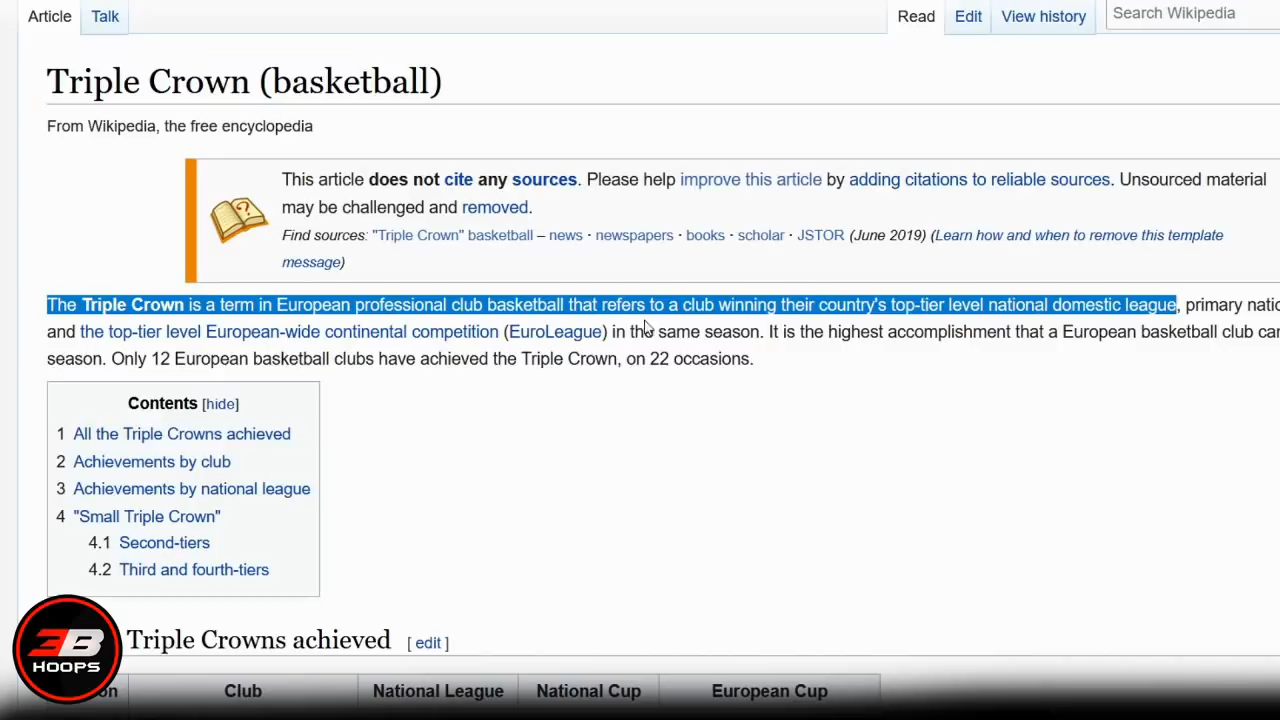 Article Talk Read Edit View history Search Wikipedia
Triple Crown (basketball)
From Wikipedia, the free encyclopedia
This article does not cite any sources. Please help improve this article by adding citations to reliable sources. Unsourced material
may be challenged and removed.
Find sources: "Triple Crown" basketball – news · newspapers · books · scholar · JSTOR (June 2019) (Learn how and when to remove this template
message)
The Triple Crown is a term in European professional club basketball that refers to a club winning their country's top-tier level national domestic league, primary
and the top-tier level European-wide continental competition (EuroLeague) in the same season. It is the highest accomplishment that a European basketball club
season. Only 12 European basketball clubs have achieved the Triple Crown, on 22 occasions.
Contents [hide]
1 All the Triple Crowns achieved
2 Achievements by club
3 Achievements by national league
4 "Small Triple Crown"
4.1 Second-tiers
4.2 Third and fourth-tiers
Triple Crowns achieved [ edit ]
Club National League National Cup European Cup
3B
HOOPS